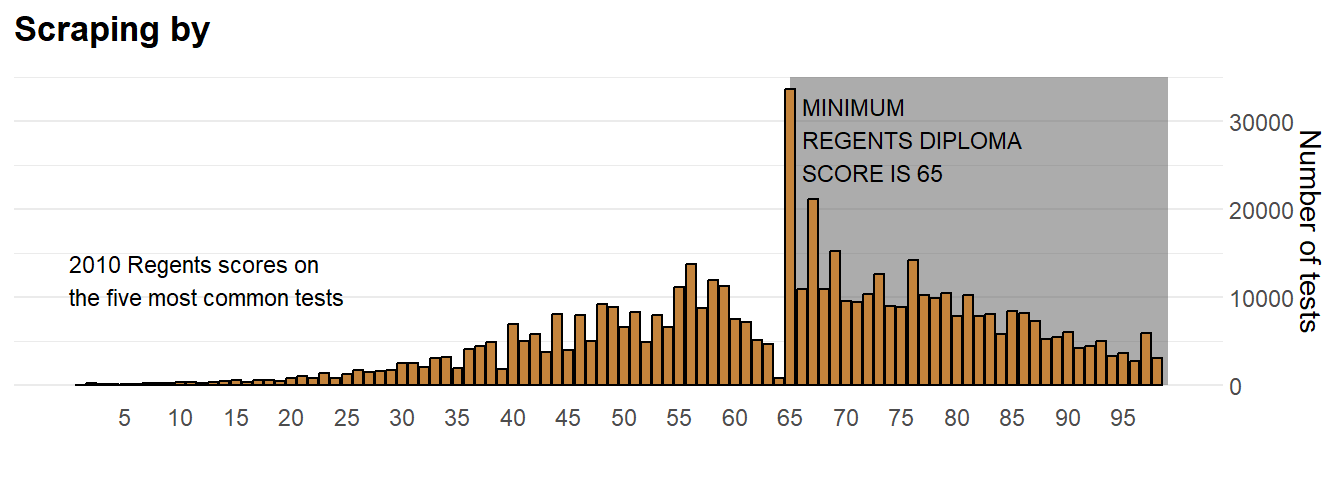 Scraping by
MINIMUM
REGENTS DIPLOMA
SCORE IS 65
2010 Regents scores on
the five most common tests
30000
20000
10000
0
Number of tests
5 10 15 20 25 30 35 40 45 50 55 60 65 70 75 80 85 90 95